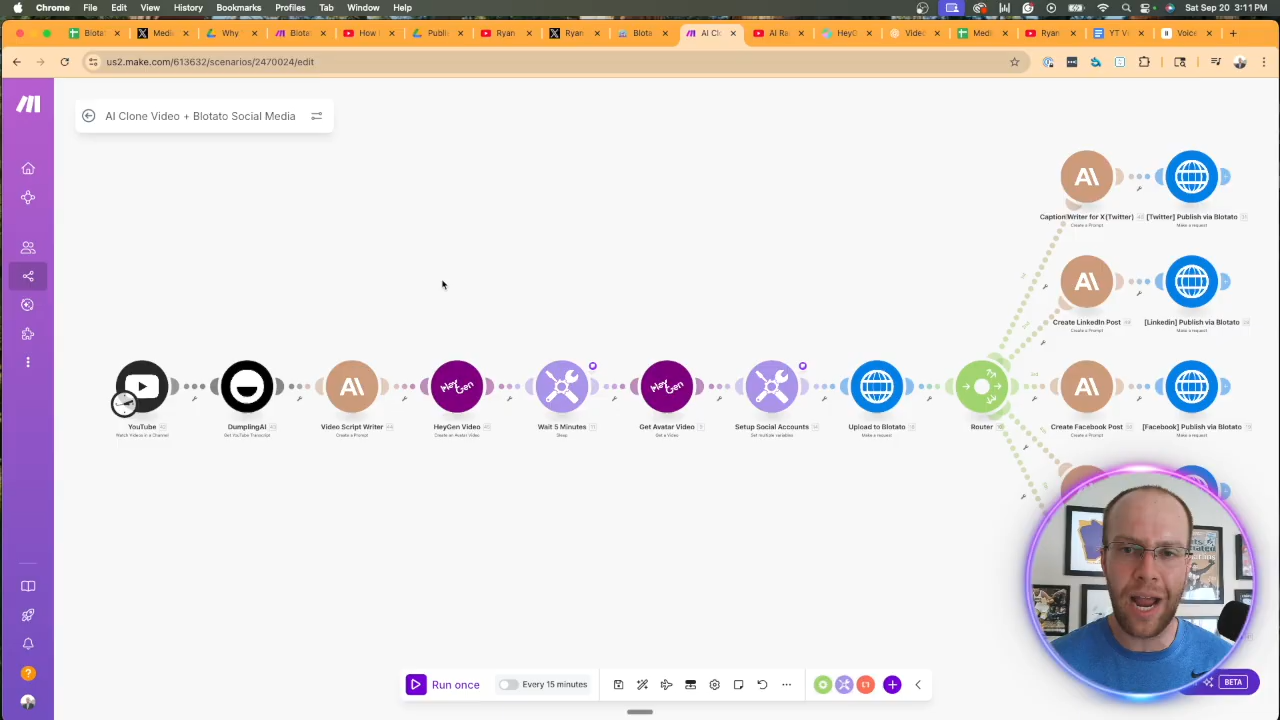 Chrome File Edit View History Bookmarks Profiles Tab Window Help Sat Sep 20 3:11 PM
Blotat Medi Why Blotat How Publi Ryan Ryan Blota AI Cl AI Ra HeyG Video Medi Ryan YT Vi Voice
us2.make.com/613632/scenarios/2470024/edit
AI Clone Video + Blotato Social Media
Caption Writer for X(Twitter) [Twitter] Publish via Blotato
Create a Prompt Make a request
Create LinkedIn Post [Linkedin] Publish via Blotato
Create a Prompt Make a request
YouTube DumplingAI Video Script Writer HeyGen Video Wait 5 Minutes Get Avatar Video Setup Social Accounts Upload to Blotato Router Create Facebook Post [Facebook] Publish via Blotato
Watch Videos in a Channel Get YouTube Transcript Create a Prompt Create an Avatar Video Sleep Get a Video Set multiple variables Make a request Create a Prompt Make a request
Run once Every 15 minutes BETA